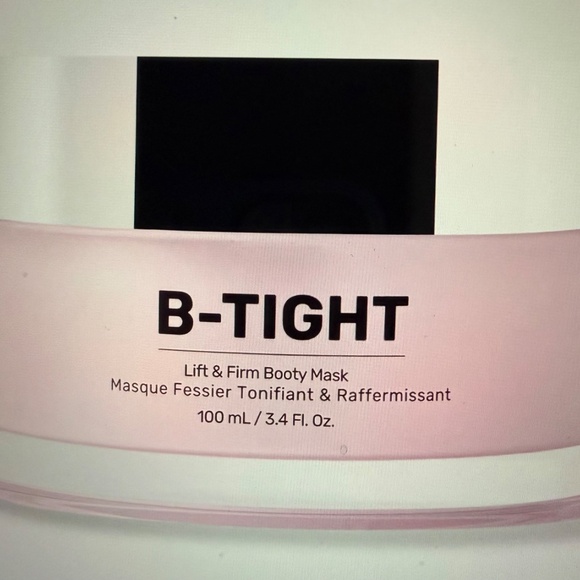 B-TIGHT
Lift & Firm Booty Mask
Masque Fessier Tonifiant & Raffermissant
100 mL / 3.4 Fl. Oz.